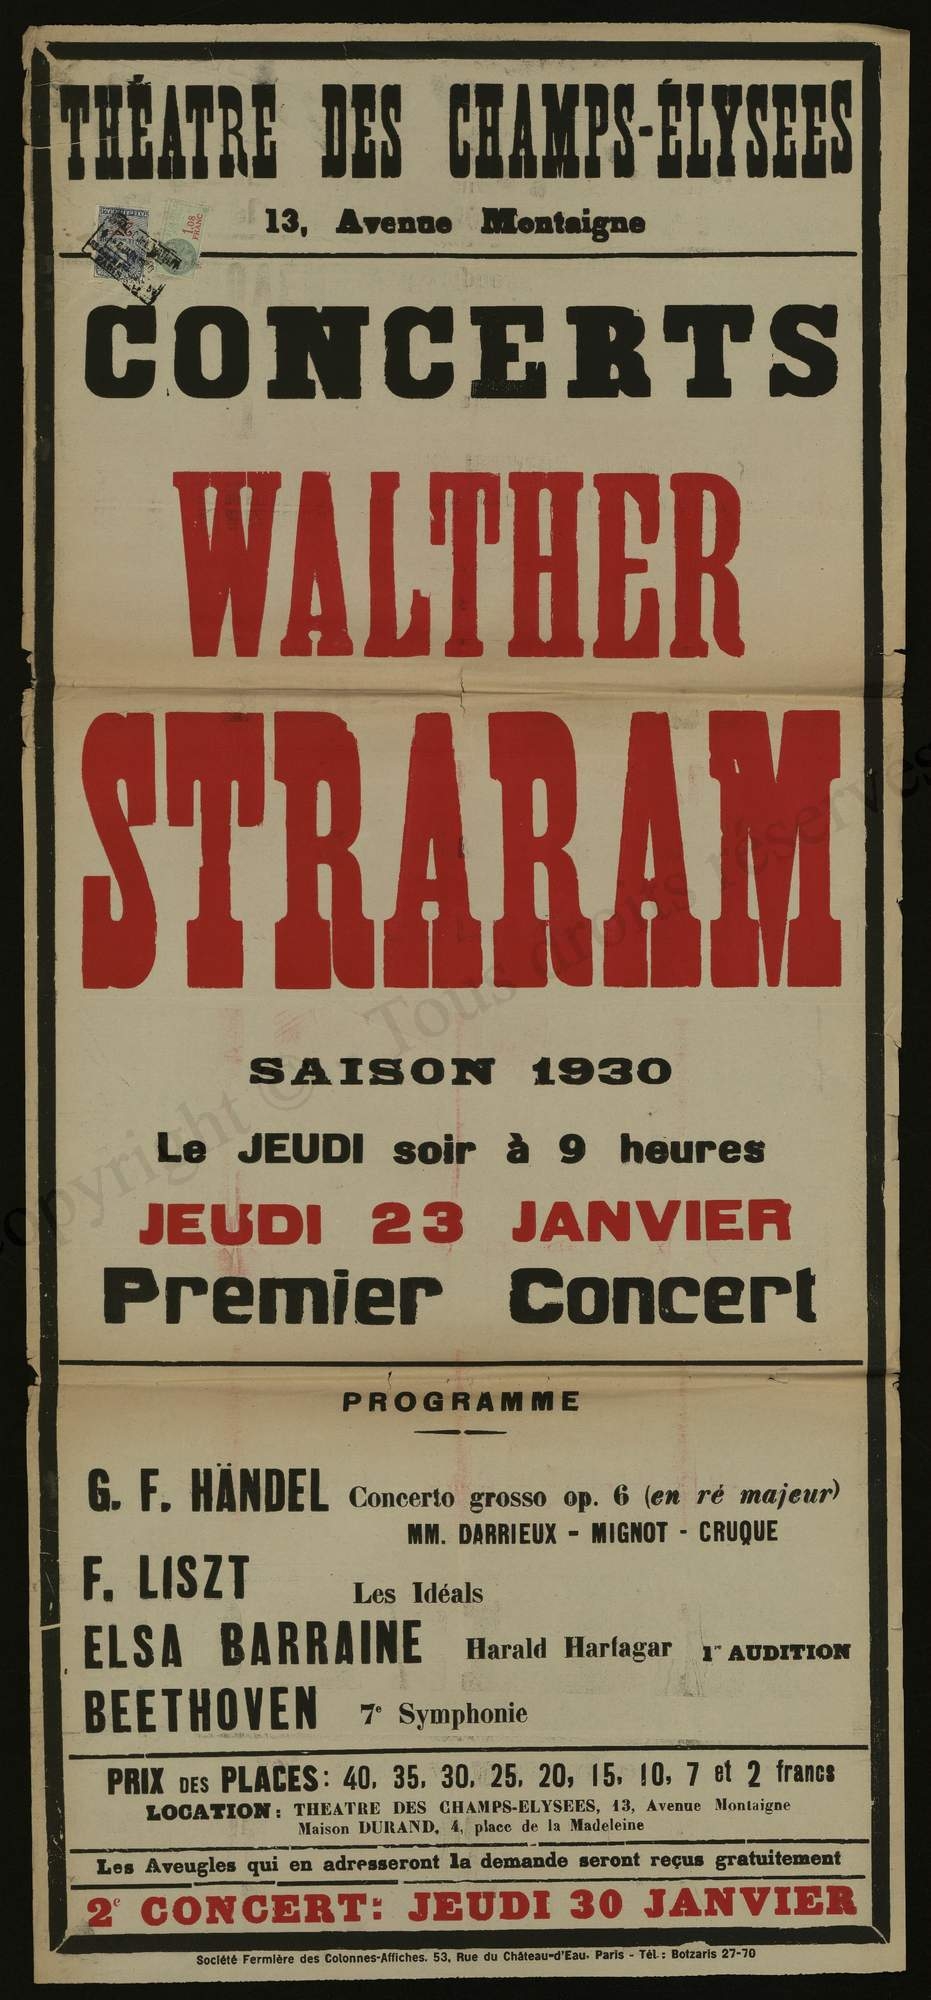 THÉATRE DES CHAMPS-ÉLYSEES
13, Avenue Montaigne
1.08
FRANC
CONCERTS
WALTHER
STRARAM
SAISON 1930
Le JEUDI soir à 9 heures
JEUDI 23 JANVIER
Premier Concert
PROGRAMME
G. F. HÄNDEL Concerto grosso op. 6 (en ré majeur)
MM. DARRIEUX - MIGNOT - CRUQUE
F. LISZT Les Idéals
ELSA BARRAINE Harald Harfagar 1re AUDITION
BEETHOVEN 7e Symphonie
PRIX DES PLACES: 40, 35, 30, 25, 20, 15, 10, 7 et 2 francs
LOCATION: THEATRE DES CHAMPS-ELYSEES, 13, Avenue Montaigne
Maison DURAND, 4, place de la Madeleine
Les Aveugles qui en adresseront la demande seront reçus gratuitement
2e CONCERT: JEUDI 30 JANVIER
Société Fermière des Colonnes-Affiches. 53, Rue du Château-d'Eau. Paris - Tél.: Botzaris 27-70
Copyright © Tous droits réservés